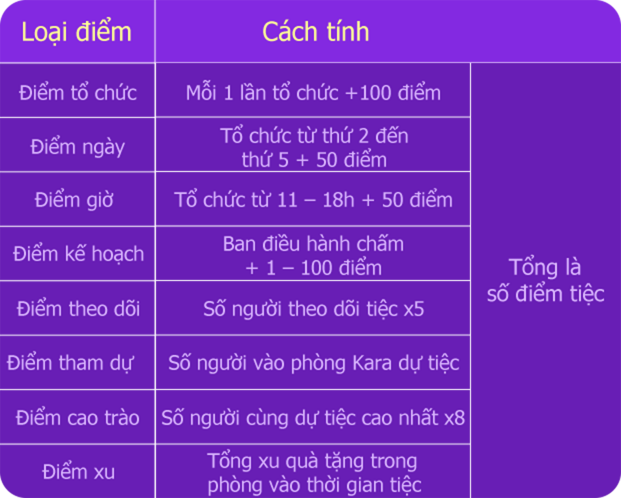 Loại điểm
Cách tính
Điểm tổ chức
Mỗi 1 lần tổ chức +100 điểm
Điểm ngày
Tổ chức từ thứ 2 đến
thứ 5 + 50 điểm
Điểm giờ
Tổ chức từ 11 – 18h + 50 điểm
Điểm kế hoạch
Ban điều hành chấm
+ 1 – 100 điểm
Điểm theo dõi
Số người theo dõi tiệc x5
Điểm tham dự
Số người vào phòng Kara dự tiệc
Điểm cao trào
Số người cùng dự tiệc cao nhất x8
Điểm xu
Tổng xu quà tặng trong
phòng vào thời gian tiệc
Tổng là
số điểm tiệc